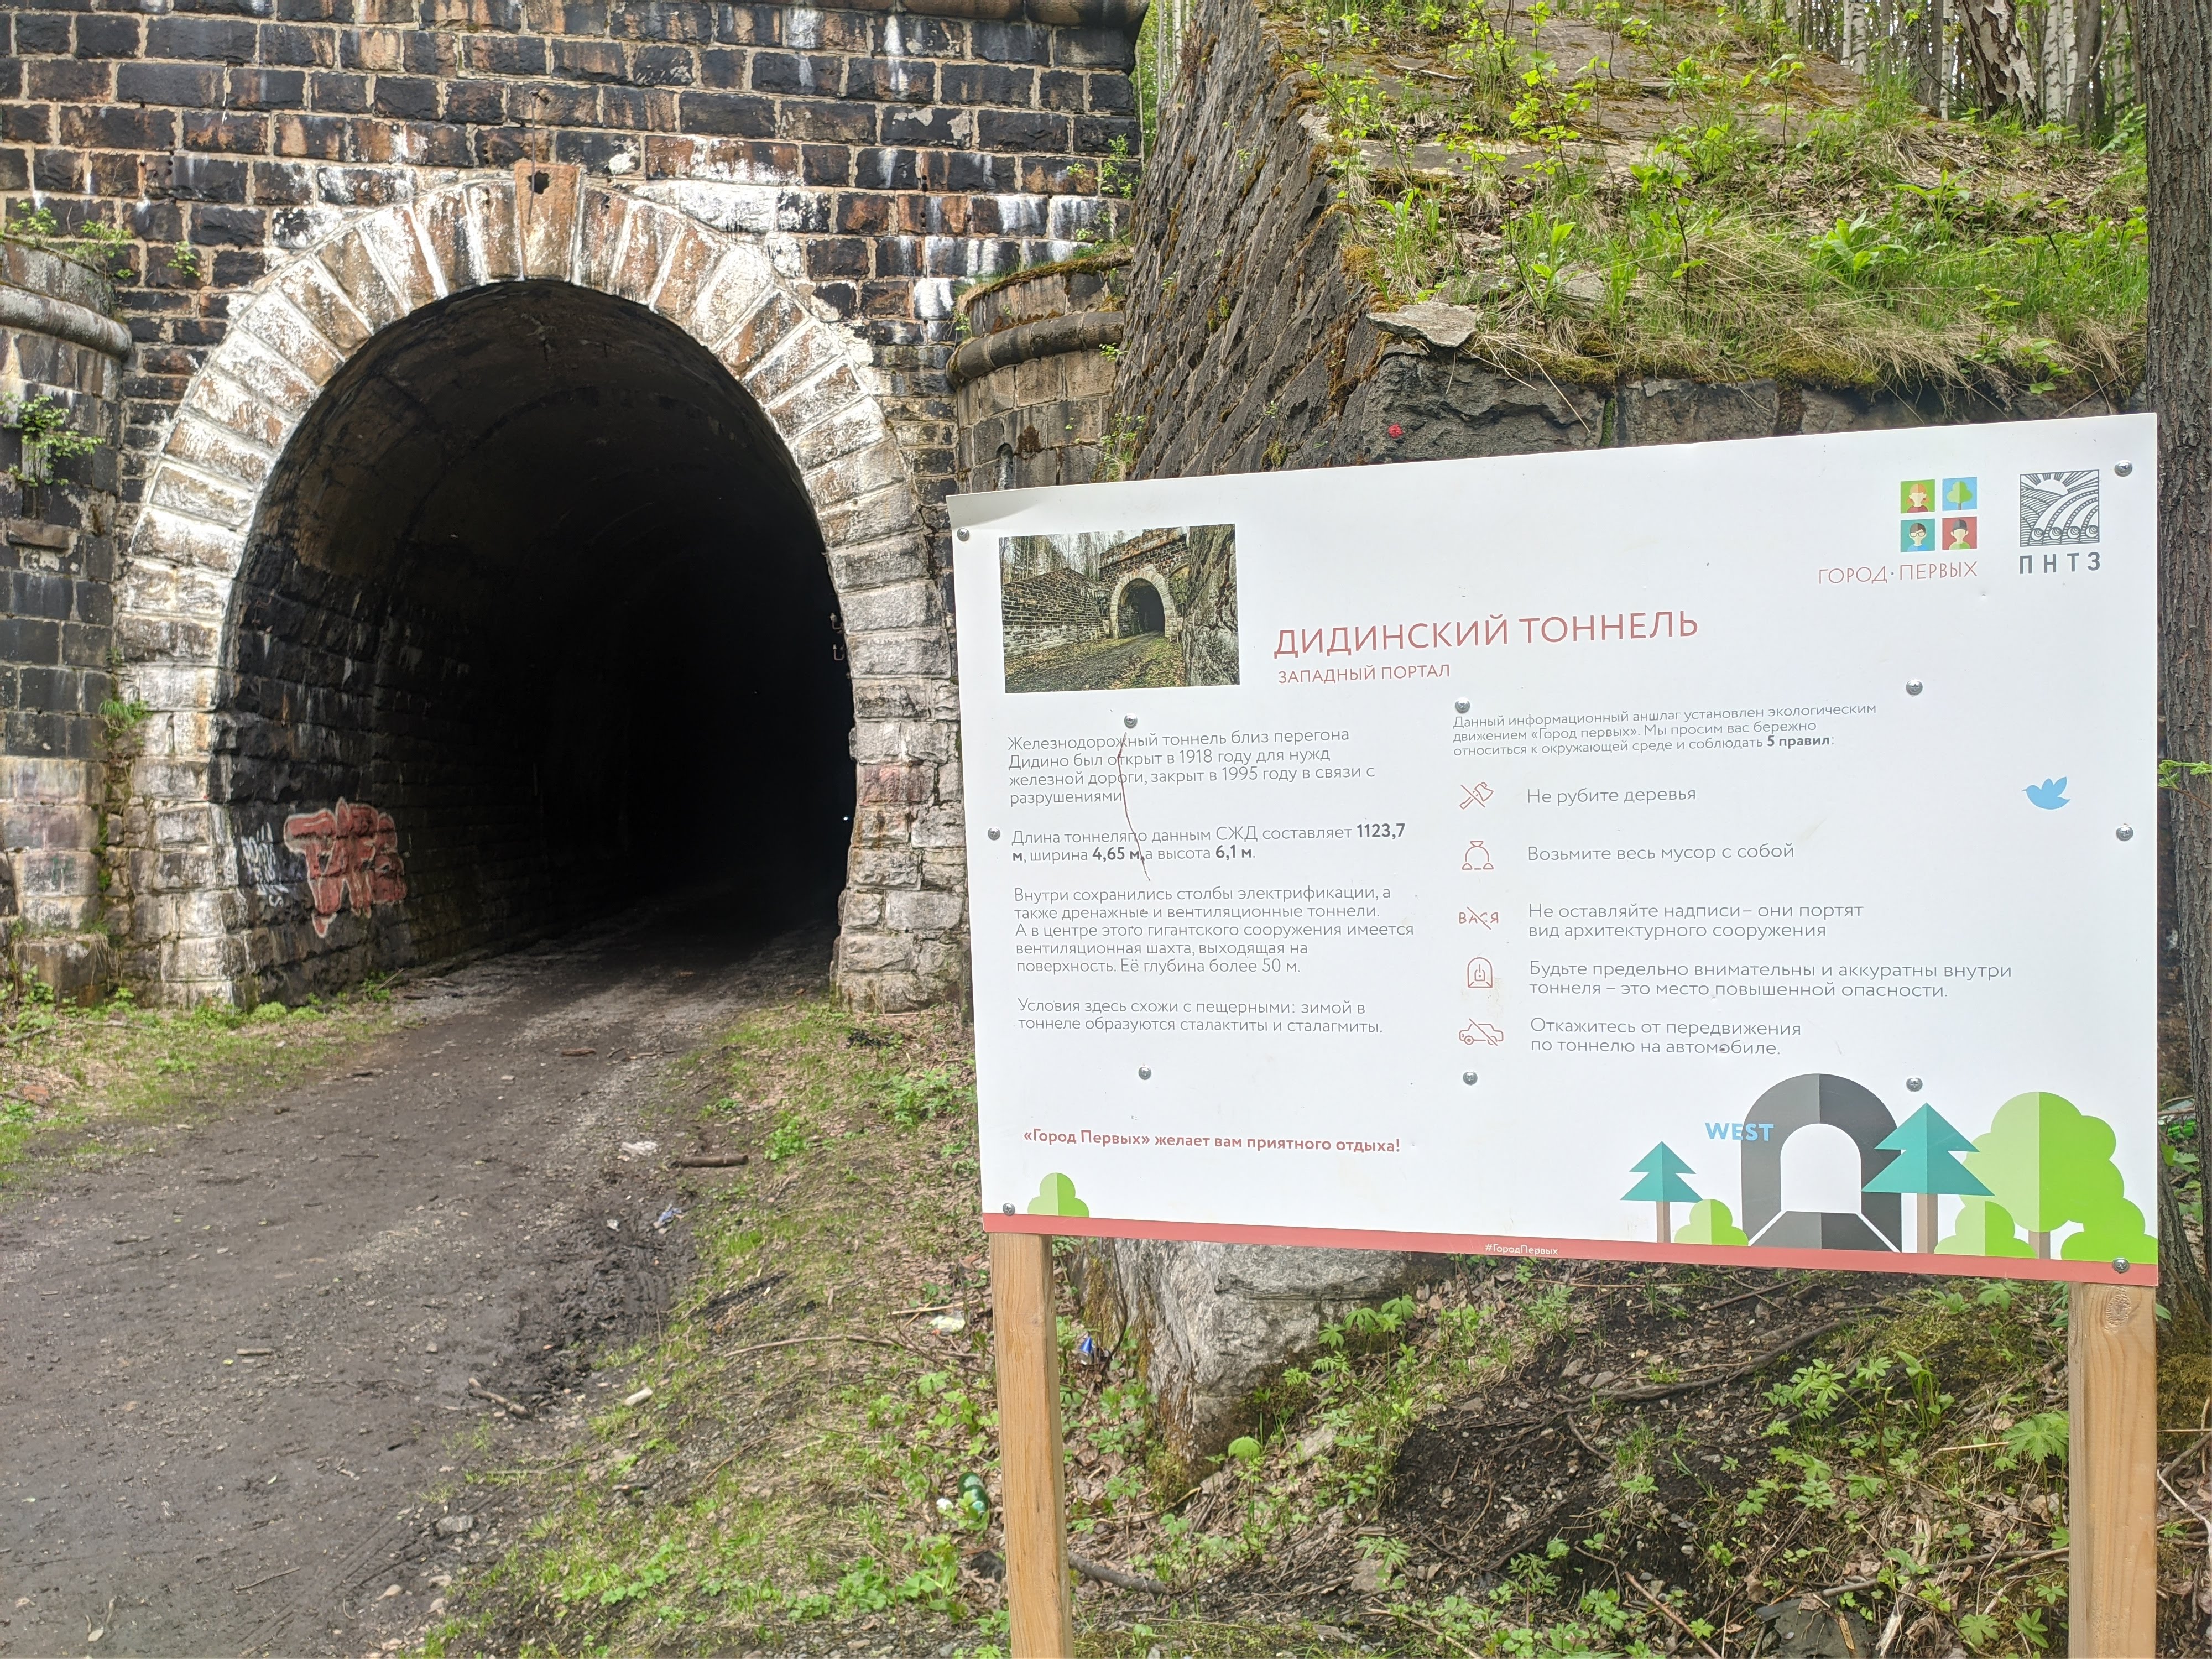 ГОРОД·ПЕРВЫХ
ПНТЗ
ДИДИНСКИЙ ТОННЕЛЬ
ЗАПАДНЫЙ ПОРТАЛ
Железнодорожный тоннель близ перегона
Дидино был открыт в 1918 году для нужд
железной дороги, закрыт в 1995 году в связи с
разрушениями
Длина тоннеляпо данным СЖД составляет 1123,7
м, ширина 4,65 м,а высота 6,1 м.
Внутри сохранились столбы электрификации, а
также дренажные и вентиляционные тоннели.
А в центре этого гигантского сооружения имеется
вентиляционная шахта, выходящая на
поверхность. Её глубина более 50 м.
Условия здесь схожи с пещерными: зимой в
тоннеле образуются сталактиты и сталагмиты.
«Город Первых» желает вам приятного отдыха!
Данный информационный аншлаг установлен экологическим
движением «Город первых». Мы просим вас бережно
относиться к окружающей среде и соблюдать 5 правил:
Не рубите деревья
Возьмите весь мусор с собой
ВАСЯ
Не оставляйте надписи– они портят
вид архитектурного сооружения
Будьте предельно внимательны и аккуратны внутри
тоннеля – это место повышенной опасности.
Откажитесь от передвижения
по тоннелю на автомобиле.
WEST
#ГородПервых